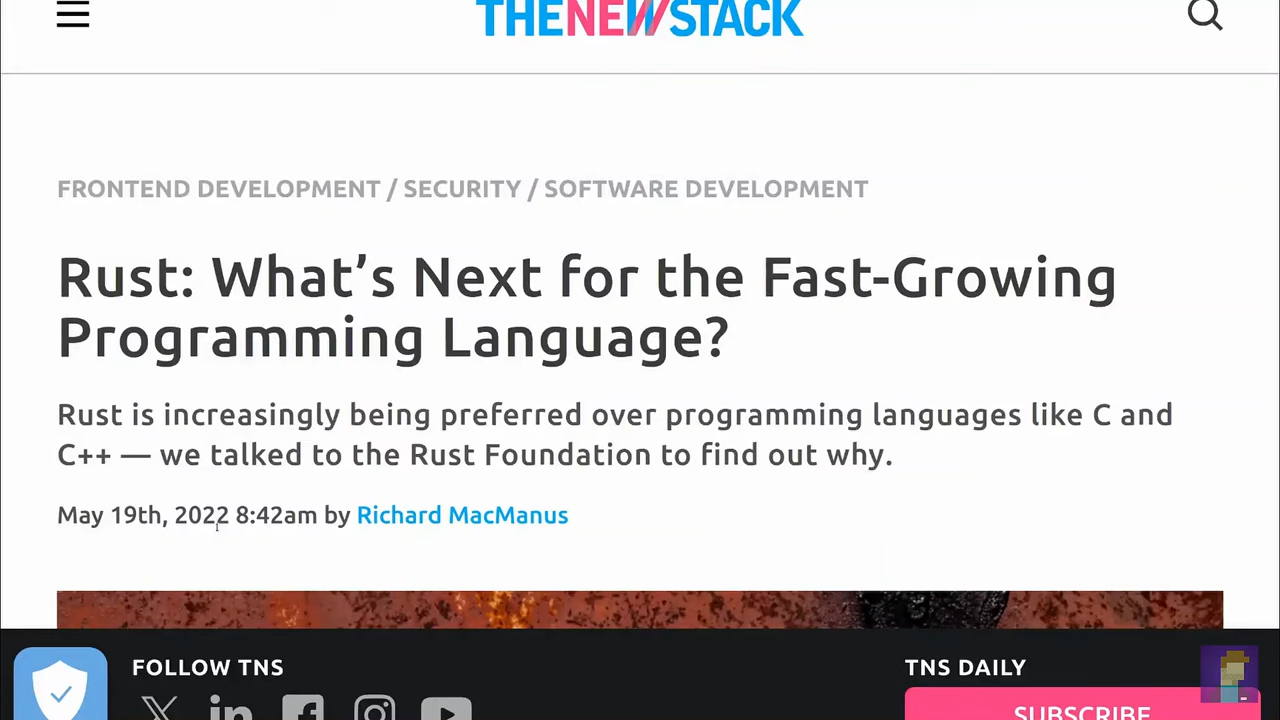 THENEWSTACK
FRONTEND DEVELOPMENT / SECURITY / SOFTWARE DEVELOPMENT
Rust: What’s Next for the Fast-Growing
Programming Language?
Rust is increasingly being preferred over programming languages like C and
C++ — we talked to the Rust Foundation to find out why.
May 19th, 2022 8:42am by Richard MacManus
FOLLOW TNS
TNS DAILY
SUBSCRIBE